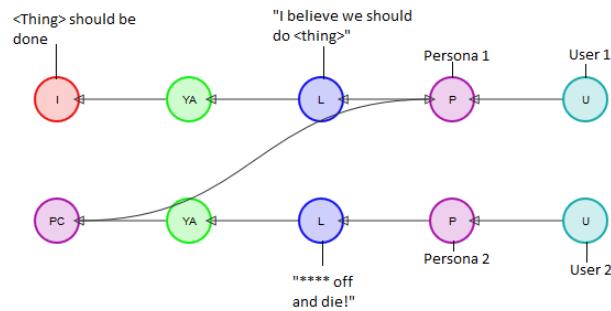 <Thing> should be
done
"I believe we should
do <thing>"
Persona 1
User 1
I
YA
L
P
U
PC
YA
L
P
U
"**** off
and die!"
Persona 2
User 2